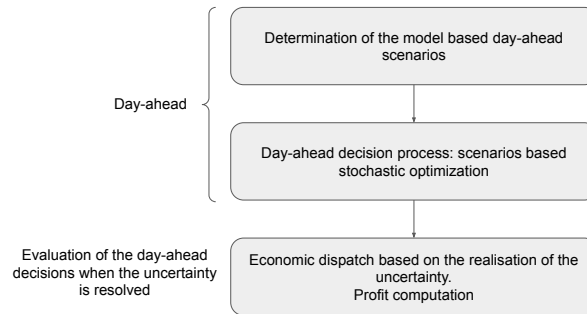 Determination of the model based day-ahead
scenarios
Day-ahead
Day-ahead decision process: scenarios based
stochastic optimization
Evaluation of the day-ahead
decisions when the uncertainty
is resolved
Economic dispatch based on the realisation of the
uncertainty.
Profit computation